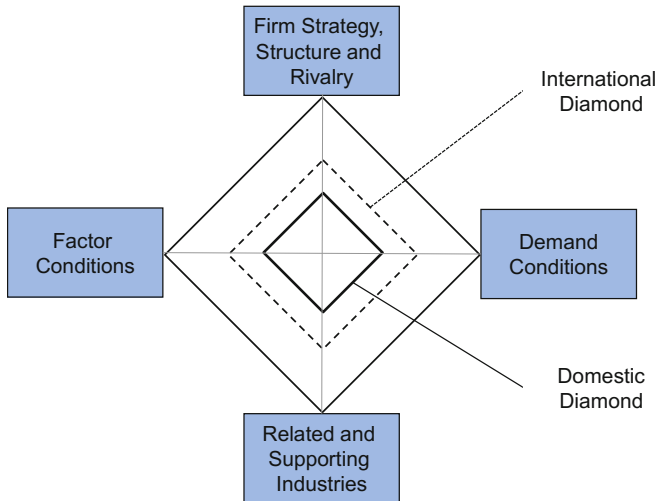 Firm Strategy,
Structure and
Rivalry
International
Diamond
Factor
Conditions
Demand
Conditions
Domestic
Diamond
Related and
Supporting
Industries